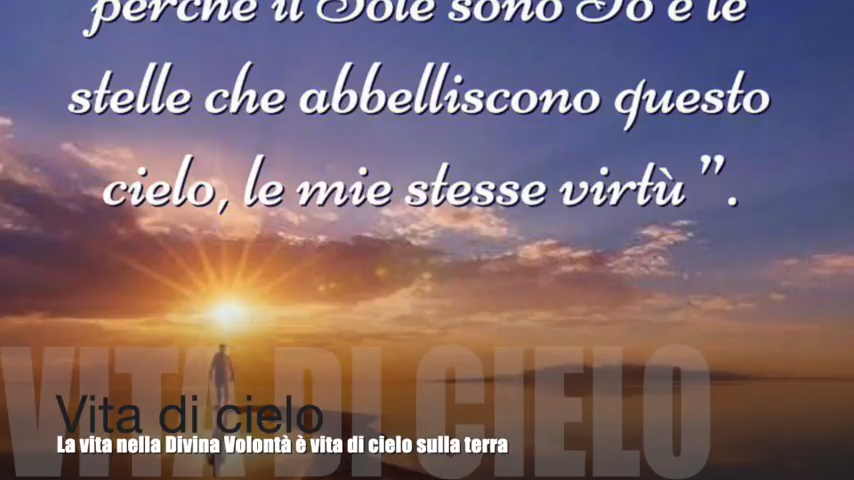 perché il Sole sono Io e le
stelle che abbelliscono questo
cielo, le mie stesse virtù ”.
VITA DI CIELO
Vita di cielo
La vita nella Divina Volontà è vita di cielo sulla terra